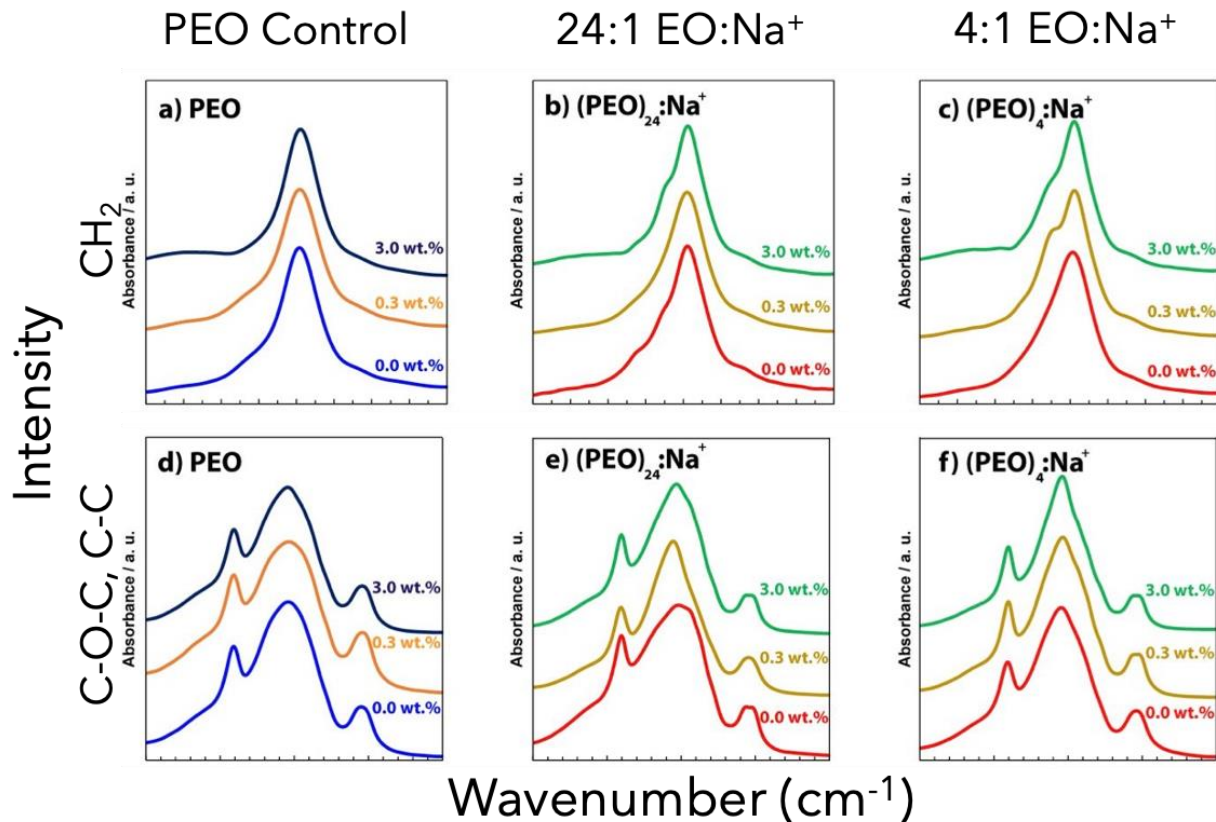 PEO Control
24:1 EO:Na⁺
4:1 EO:Na⁺
Intensity
CH₂
Absorbance / a. u.
a) PEO
3.0 wt.%
0.3 wt.%
0.0 wt.%
Absorbance / a. u.
b) (PEO)₂₄:Na⁺
3.0 wt.%
0.3 wt.%
0.0 wt.%
Absorbance / a. u.
c) (PEO)₄:Na⁺
3.0 wt.%
0.3 wt.%
0.0 wt.%
C-O-C, C-C
Absorbance / a. u.
d) PEO
3.0 wt.%
0.3 wt.%
0.0 wt.%
Absorbance / a. u.
e) (PEO)₂₄:Na⁺
3.0 wt.%
0.3 wt.%
0.0 wt.%
Absorbance / a. u.
f) (PEO)₄:Na⁺
3.0 wt.%
0.3 wt.%
0.0 wt.%
Wavenumber (cm⁻¹)